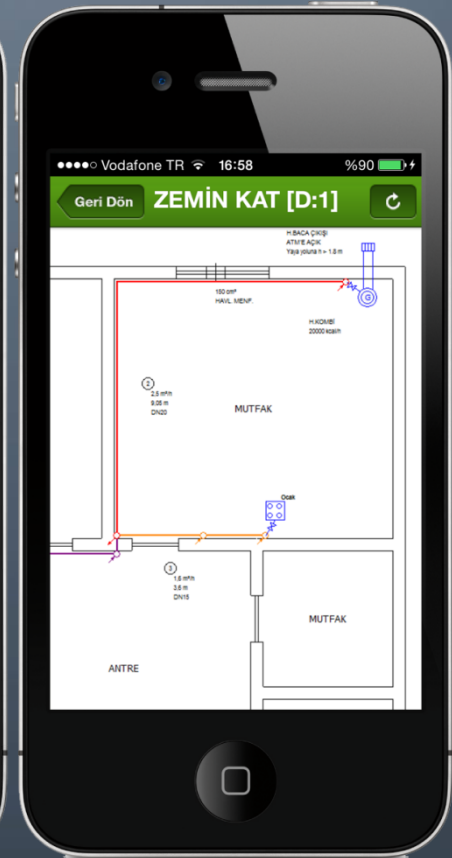 Vodafone TR 16:58 %90
Geri Dön ZEMİN KAT [D:1]
H.BACA ÇIKIŞI
ATM'E AÇIK
Yaya yoluna h > 1.8 m
150 cm²
HAVL. MENF.
H.KOMBİ
20000 kcal/h
2
2,5 m³/h
9,05 m
DN20
MUTFAK
Ocak
3
1,6 m³/h
3,5 m
DN15
MUTFAK
ANTRE